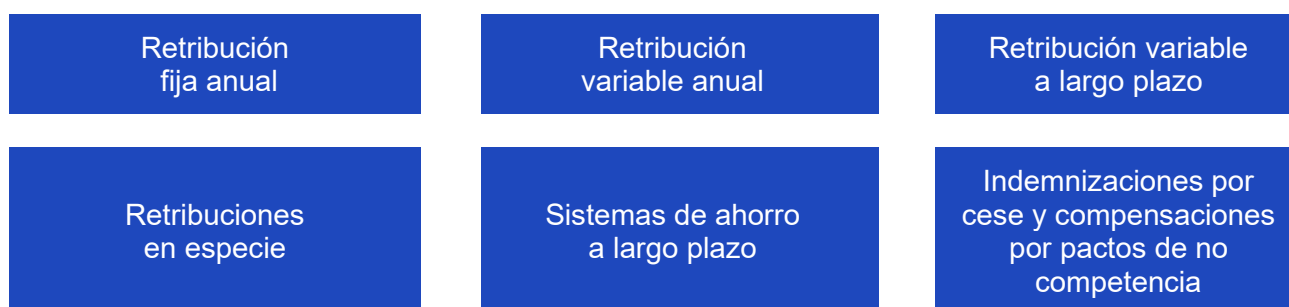 Retribución
fija anual
Retribución
variable anual
Retribución variable
a largo plazo
Retribuciones
en especie
Sistemas de ahorro
a largo plazo
Indemnizaciones por
cese y compensaciones
por pactos de no
competencia